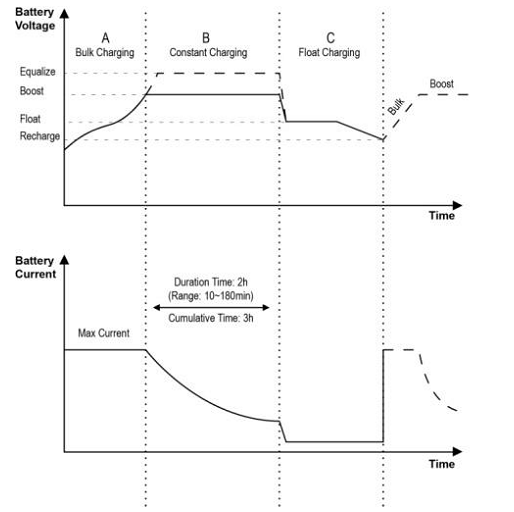 Battery
Voltage
A
Bulk Charging
B
Constant Charging
C
Float Charging
Equalize
Boost
Float
Recharge
Bulk
Boost
Time
Battery
Current
Duration Time: 2h
(Range: 10~180min)
Cumulative Time: 3h
Max Current
Time